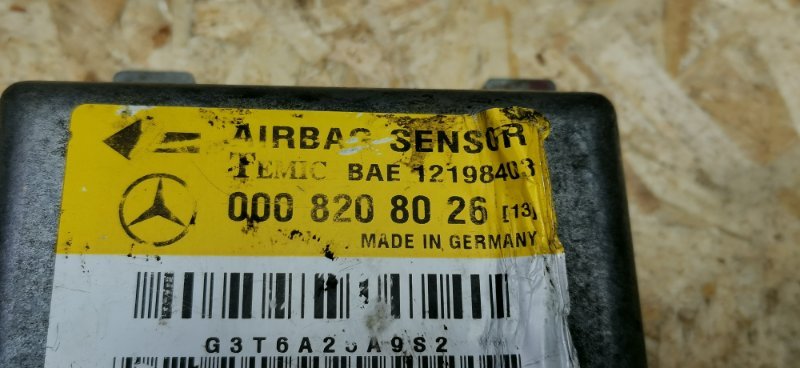 AIRBAG SENSOR
TEMIC BAE 12198403
000 820 80 26 [13]
MADE IN GERMANY